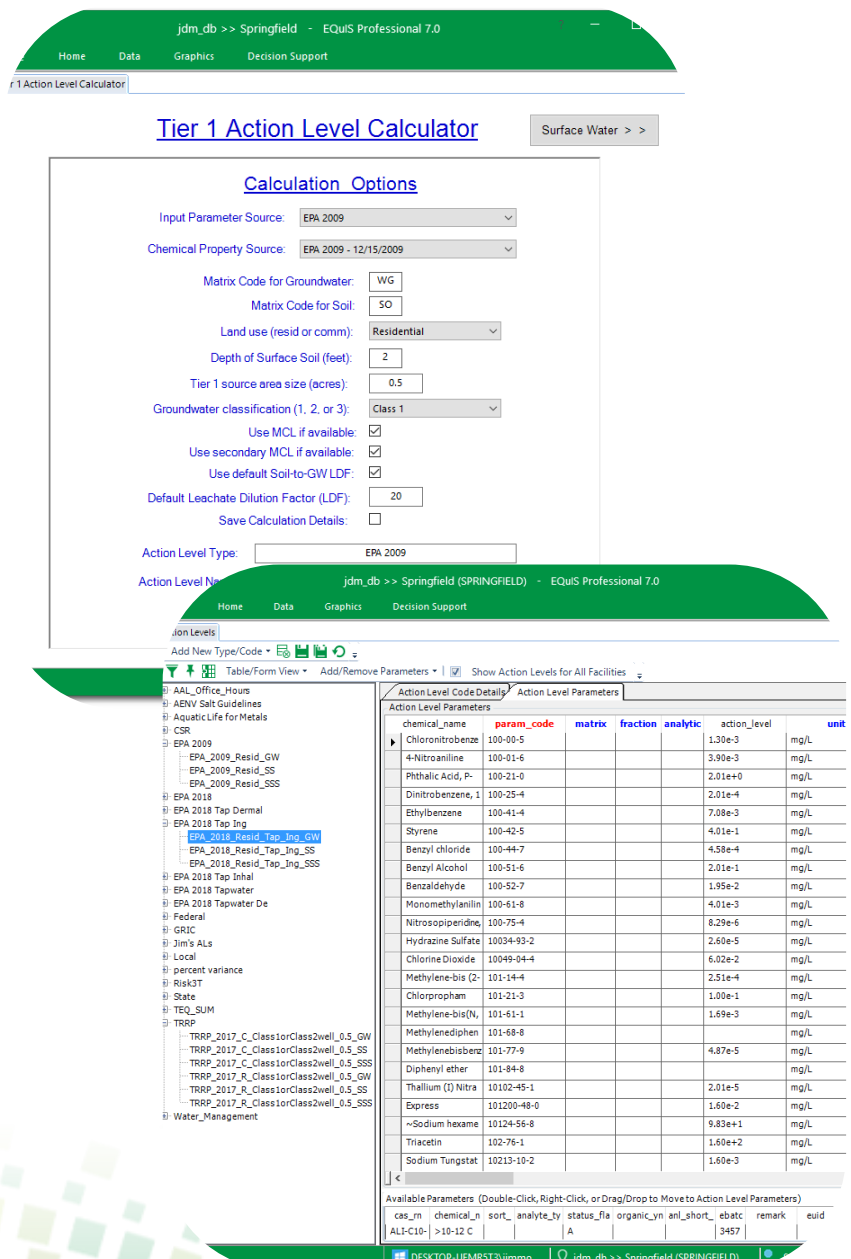 jdm_db >> Springfield - EQuIS Professional 7.0
Home Data Graphics Decision Support
r 1 Action Level Calculator
Tier 1 Action Level Calculator
Surface Water > >
Calculation Options
Input Parameter Source: EPA 2009
Chemical Property Source: EPA 2009 - 12/15/2009
Matrix Code for Groundwater: WG
Matrix Code for Soil: SO
Land use (resid or comm): Residential
Depth of Surface Soil (feet): 2
Tier 1 source area size (acres): 0.5
Groundwater classification (1, 2, or 3): Class 1
Use MCL if available:
Use secondary MCL if available:
Use default Soil-to-GW LDF:
Default Leachate Dilution Factor (LDF): 20
Save Calculation Details:
Action Level Type: EPA 2009
Action Level Na
jdm_db >> Springfield (SPRINGFIELD) - EQuIS Professional 7.0
Home Data Graphics Decision Support
tion Levels
Add New Type/Code
Table/Form View Add/Remove Parameters Show Action Levels for All Facilities
AAL_Office_Hours
AENV Salt Guidelines
Aquatic Life for Metals
CSR
EPA 2009
EPA_2009_Resid_GW
EPA_2009_Resid_SS
EPA_2009_Resid_SSS
EPA 2018
EPA 2018 Tap Dermal
EPA 2018 Tap Ing
EPA_2018_Resid_Tap_Ing_GW
EPA_2018_Resid_Tap_Ing_SS
EPA_2018_Resid_Tap_Ing_SSS
EPA 2018 Tap Inhal
EPA 2018 Tapwater
EPA 2018 Tapwater De
Federal
GRIC
Jim's ALs
Local
percent variance
Risk3T
State
TEQ_SUM
TRRP
TRRP_2017_C_Class1orClass2well_0.5_GW
TRRP_2017_C_Class1orClass2well_0.5_SS
TRRP_2017_C_Class1orClass2well_0.5_SSS
TRRP_2017_R_Class1orClass2well_0.5_GW
TRRP_2017_R_Class1orClass2well_0.5_SS
TRRP_2017_R_Class1orClass2well_0.5_SSS
Water_Management
Action Level Code Details Action Level Parameters
Action Level Parameters
chemical_name param_code matrix fraction analytic action_level unit
Chloronitrobenze 100-00-5 1.30e-3 mg/L
4-Nitroaniline 100-01-6 3.90e-3 mg/L
Phthalic Acid, P- 100-21-0 2.01e+0 mg/L
Dinitrobenzene, 1 100-25-4 2.01e-4 mg/L
Ethylbenzene 100-41-4 7.08e-3 mg/L
Styrene 100-42-5 4.01e-1 mg/L
Benzyl chloride 100-44-7 4.58e-4 mg/L
Benzyl Alcohol 100-51-6 2.01e-1 mg/L
Benzaldehyde 100-52-7 1.95e-2 mg/L
Monomethylanilin 100-61-8 4.01e-3 mg/L
Nitrosopiperidine, 100-75-4 8.29e-6 mg/L
Hydrazine Sulfate 10034-93-2 2.60e-5 mg/L
Chlorine Dioxide 10049-04-4 6.02e-2 mg/L
Methylene-bis (2- 101-14-4 2.51e-4 mg/L
Chlorpropham 101-21-3 1.00e-1 mg/L
Methylene-bis(N, 101-61-1 1.69e-3 mg/L
Methylenediphen 101-68-8 mg/L
Methylenebisbenz 101-77-9 4.87e-5 mg/L
Diphenyl ether 101-84-8 mg/L
Thallium (I) Nitra 10102-45-1 2.01e-5 mg/L
Express 101200-48-0 1.60e-2 mg/L
~Sodium hexame 10124-56-8 9.83e+1 mg/L
Triacetin 102-76-1 1.60e+2 mg/L
Sodium Tungstat 10213-10-2 1.60e-3 mg/L
Available Parameters (Double-Click, Right-Click, or Drag/Drop to Move to Action Level Parameters)
cas_rn chemical_n sort_ analyte_ty status_fla organic_yn anl_short_ ebatc remark euid
ALI-C10- >10-12 C A 3457
DESKTOP-UEMR5T3\jimmo jdm_db >> Springfield (SPRINGFIELD)